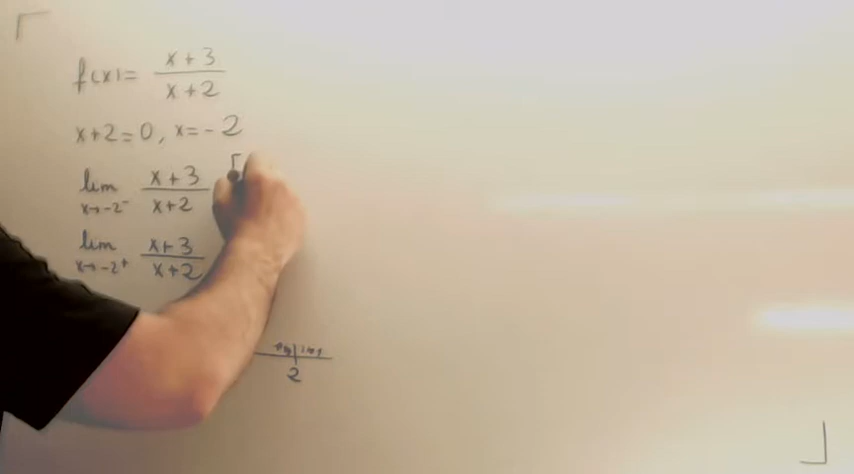 f(x) = x + 3 / x + 2
x + 2 = 0, x = - 2
lim x→-2⁻ x + 3 / x + 2
lim x→-2⁺ x + 3 / x + 2
2